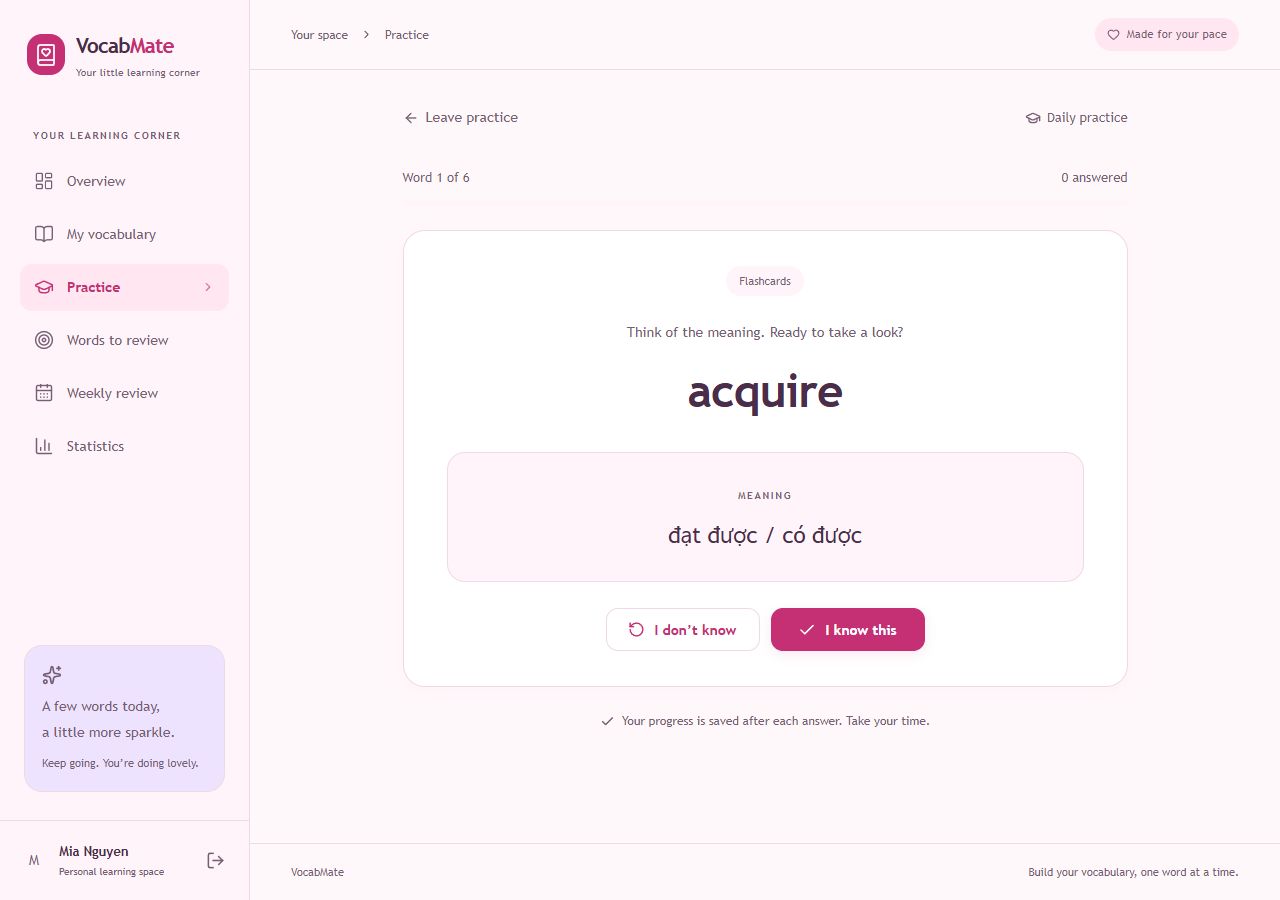 VocabMate
Your little learning corner
YOUR LEARNING CORNER
Overview
My vocabulary
Practice
Words to review
Weekly review
Statistics
A few words today,
a little more sparkle.
Keep going. You’re doing lovely.
M
Mia Nguyen
Personal learning space
Your space
Practice
Made for your pace
Leave practice
Daily practice
Word 1 of 6
0 answered
Flashcards
Think of the meaning. Ready to take a look?
acquire
MEANING
đạt được / có được
I don’t know
I know this
Your progress is saved after each answer. Take your time.
VocabMate
Build your vocabulary, one word at a time.